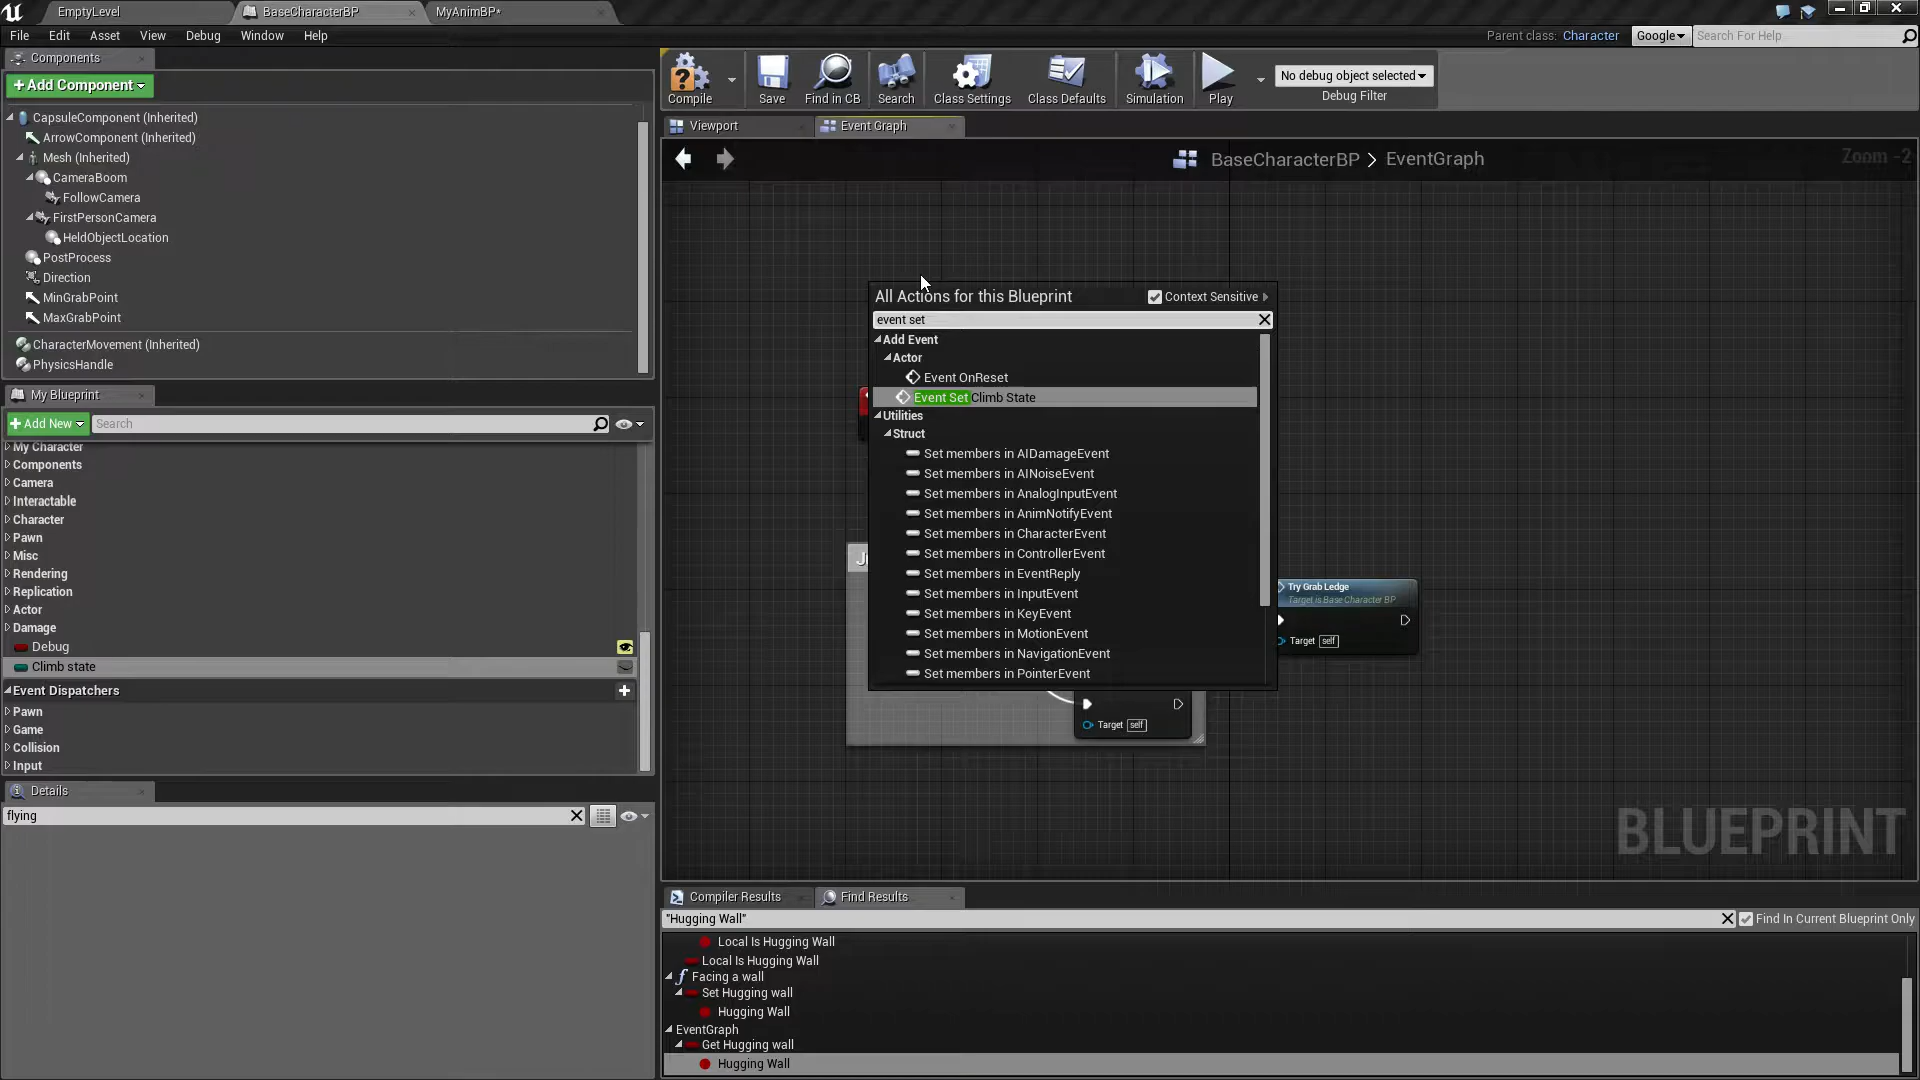 EmptyLevel
BaseCharacterBP
MyAnimBP*
File Edit Asset View Debug Window Help
Parent class: Character
Google
Search For Help
Components
+Add Component
CapsuleComponent (Inherited)
ArrowComponent (Inherited)
Mesh (Inherited)
CameraBoom
FollowCamera
FirstPersonCamera
HeldObjectLocation
PostProcess
Direction
MinGrabPoint
MaxGrabPoint
CharacterMovement (Inherited)
PhysicsHandle
My Blueprint
+Add New
Search
My Character
Components
Camera
Interactable
Character
Pawn
Misc
Rendering
Replication
Actor
Damage
Debug
Climb state
Event Dispatchers
Pawn
Game
Collision
Input
Details
flying
Compile
Save
Find in CB
Search
Class Settings
Class Defaults
Simulation
Play
No debug object selected
Debug Filter
Viewport
Event Graph
BaseCharacterBP > EventGraph
Zoom -2
All Actions for this Blueprint
Context Sensitive
event set
Add Event
Actor
Event OnReset
Event Set Climb State
Utilities
Struct
Set members in AIDamageEvent
Set members in AINoiseEvent
Set members in AnalogInputEvent
Set members in AnimNotifyEvent
Set members in CharacterEvent
Set members in ControllerEvent
Set members in EventReply
Set members in InputEvent
Set members in KeyEvent
Set members in MotionEvent
Set members in NavigationEvent
Set members in PointerEvent
Try Grab Ledge
Target is Base Character BP
Target self
Target self
BLUEPRINT
Compiler Results
Find Results
"Hugging Wall"
Find In Current Blueprint Only
Local Is Hugging Wall
Local Is Hugging Wall
Facing a wall
Set Hugging wall
Hugging Wall
EventGraph
Get Hugging wall
Hugging Wall